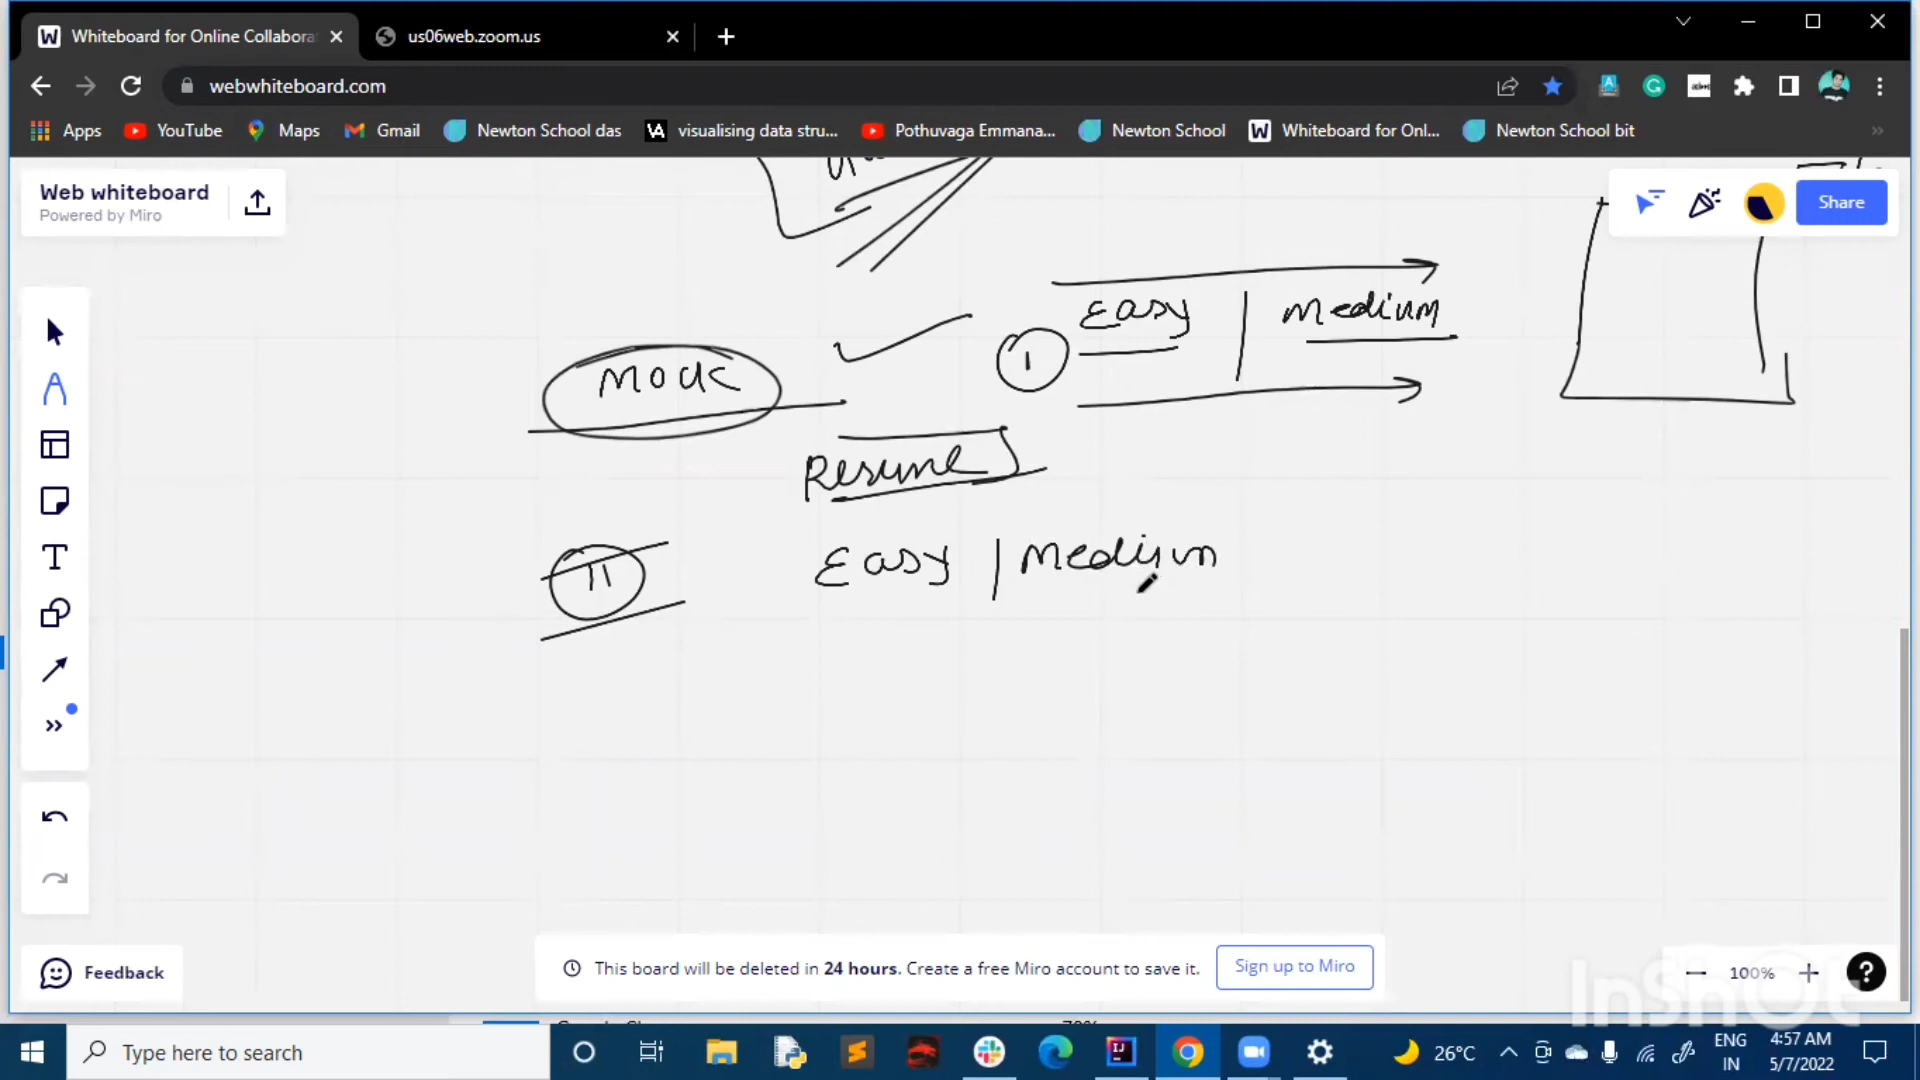 Whiteboard for Online Collabora
us06web.zoom.us
webwhiteboard.com
Apps
YouTube
Maps
Gmail
Newton School das
visualising data stru...
Pothuvaga Emmana...
Newton School
Whiteboard for Onl...
Newton School bit
Web whiteboard
Powered by Miro
Share
Easy | Medium
Mock
1
Resume
II
Easy | Medium
This board will be deleted in 24 hours. Create a free Miro account to save it.
Sign up to Miro
Feedback
100%
InShOt
Type here to search
26°C
ENG
IN
4:57 AM
5/7/2022